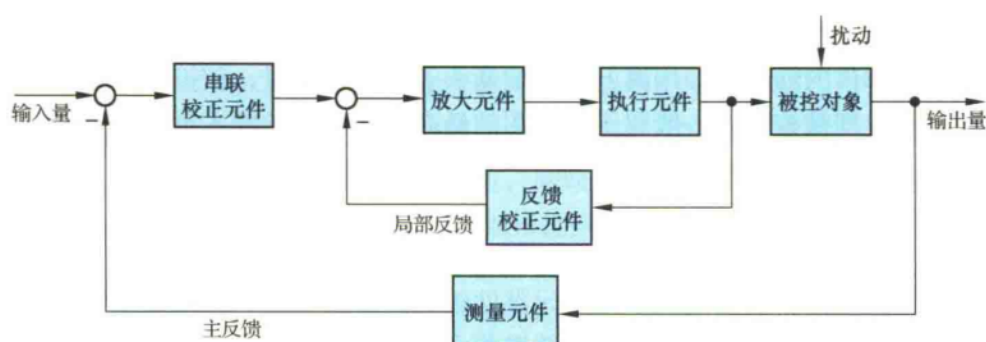 扰动
串联
校正元件
放大元件
执行元件
被控对象
输入量
输出量
反馈
校正元件
局部反馈
测量元件
主反馈